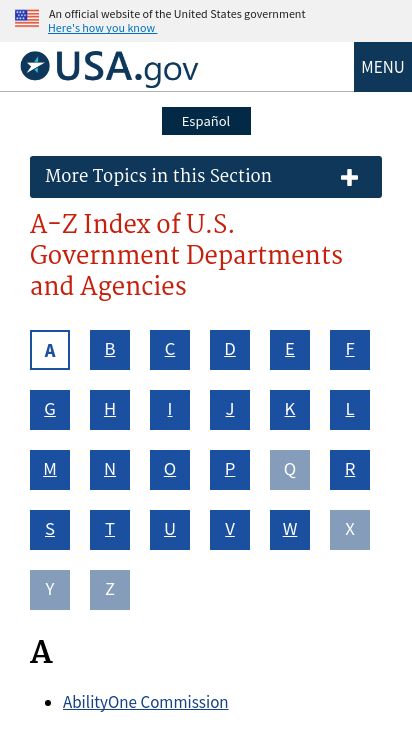 An official website of the United States government
Here's how you know
USA.gov
MENU
Español
More Topics in this Section
A-Z Index of U.S.
Government Departments
and Agencies
A B C D E F
G H I J K L
M N O P Q R
S T U V W X
Y Z
A
AbilityOne Commission